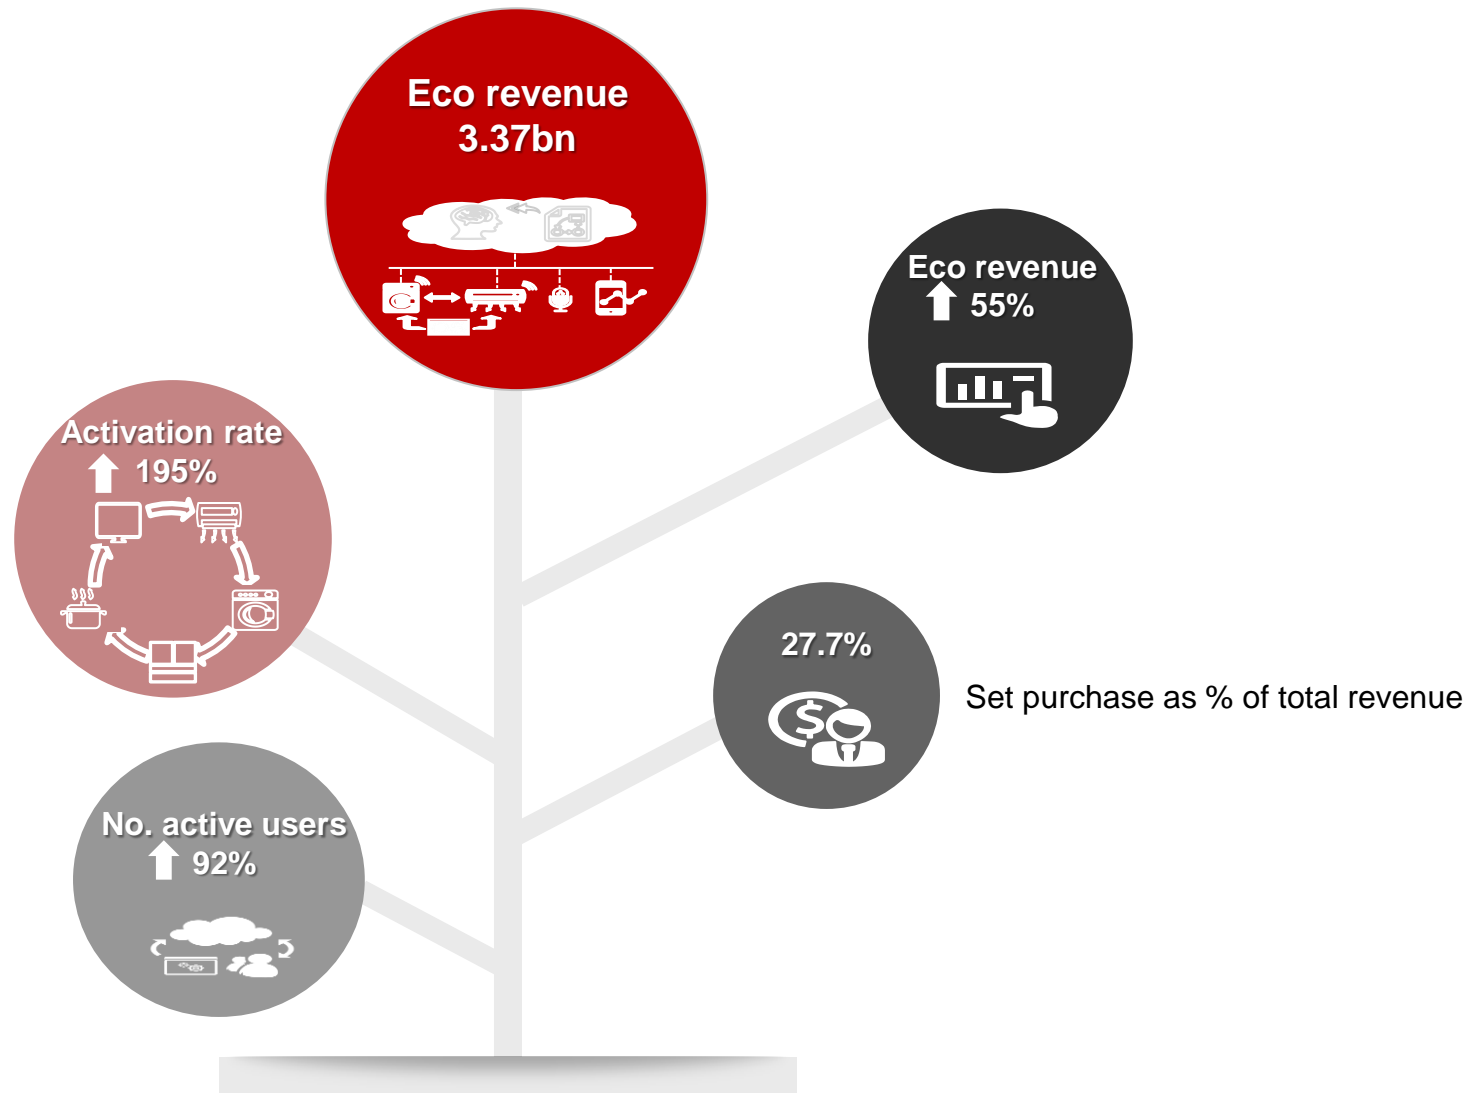 Eco revenue
3.37bn
Eco revenue
55%
Activation rate
195%
27.7%
Set purchase as % of total revenue
No. active users
92%